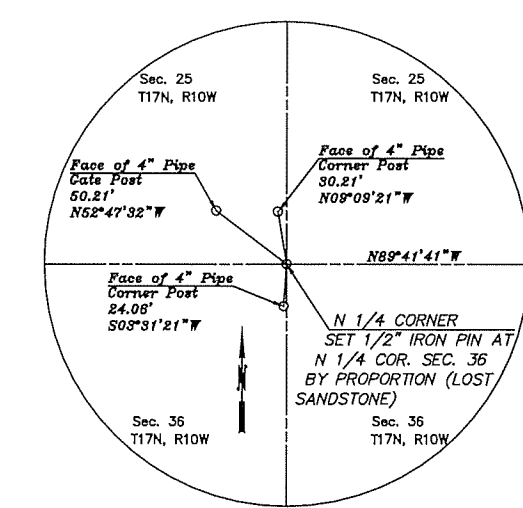 Sec. 25
T17N, R10W
Sec. 25
T17N, R10W
Face of 4" Pipe
Gate Post
50.21'
N52°47'32"W
Face of 4" Pipe
Corner Post
30.21'
N09°09'21"W
N89°41'41"W
Face of 4" Pipe
Corner Post
24.06'
S03°31'21"W
N 1/4 CORNER
SET 1/2" IRON PIN AT
N 1/4 COR. SEC. 36
BY PROPORTION (LOST
SANDSTONE)
N
Sec. 36
T17N, R10W
Sec. 36
T17N, R10W